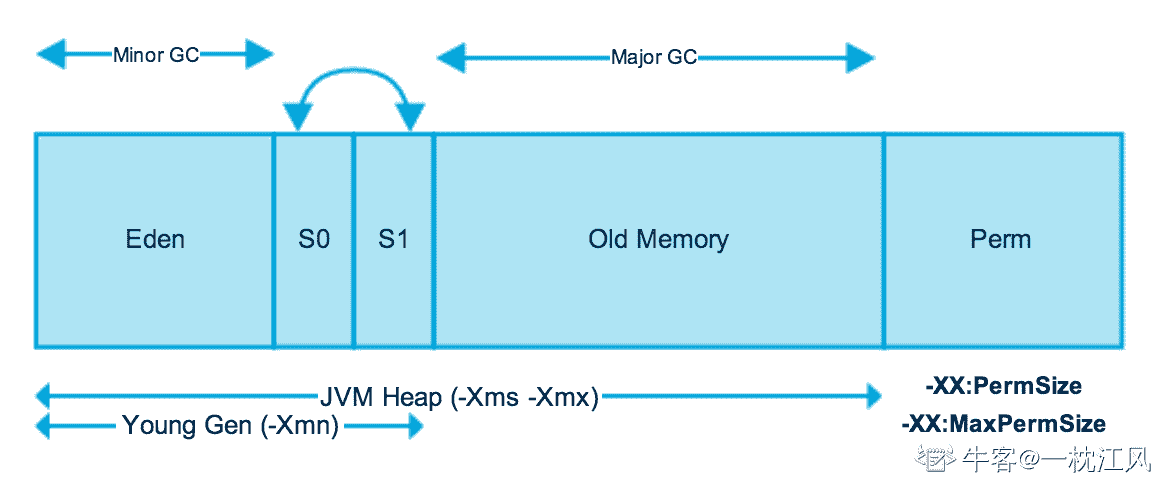 Minor GC
Major GC
Eden
S0
S1
Old Memory
Perm
JVM Heap (-Xms -Xmx)
-XX:PermSize
Young Gen (-Xmn)
-XX:MaxPermSize
牛客@一枕江风